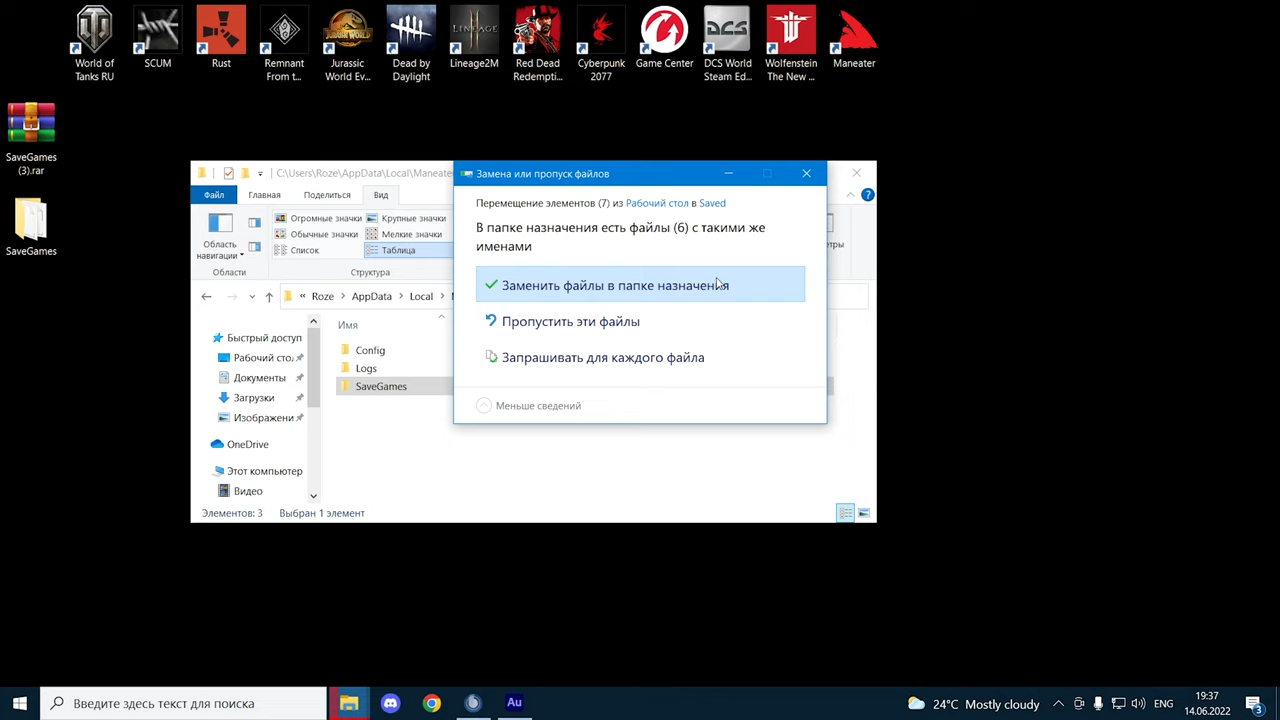 World of
Tanks RU
SCUM
Rust
Remnant
From t...
Jurassic
World Ev...
Dead by
Daylight
Lineage2M
Red Dead
Redempti...
Cyberpunk
2077
Game Center
DCS World
Steam Ed...
Wolfenstein
The New ...
Maneater
SaveGames
(3).rar
SaveGames
C:\Users\Roze\AppData\Local\Maneater
Файл
Главная
Поделиться
Вид
Область
навигации
Области
Огромные значки
Крупные значки
Обычные значки
Мелкие значки
Список
Таблица
Структура
« Roze > AppData > Local >
Имя
Быстрый доступ
Рабочий сто
Документы
Загрузки
Изображени
OneDrive
Этот компьютер
Видео
Config
Logs
SaveGames
Элементов: 3 Выбран 1 элемент
Замена или пропуск файлов
Перемещение элементов (7) из Рабочий стол в Saved
В папке назначения есть файлы (6) с такими же
именами
Заменить файлы в папке назначения
Пропустить эти файлы
Запрашивать для каждого файла
Меньше сведений
Введите здесь текст для поиска
Au
24°C Mostly cloudy
ENG
19:37
14.06.2022
3